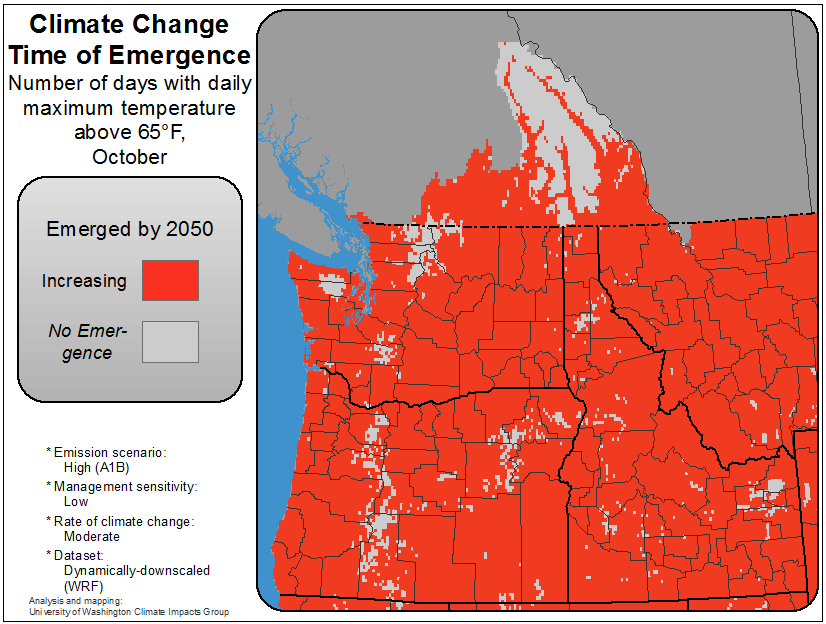 Climate Change
Time of Emergence
Number of days with daily
maximum temperature
above 65°F,
October
Emerged by 2050
Increasing
No Emer-
gence
* Emission scenario:
High (A1B)
* Management sensitivity:
Low
* Rate of climate change:
Moderate
* Dataset:
Dynamically-downscaled
(WRF)
Analysis and mapping:
University of Washington Climate Impacts Group